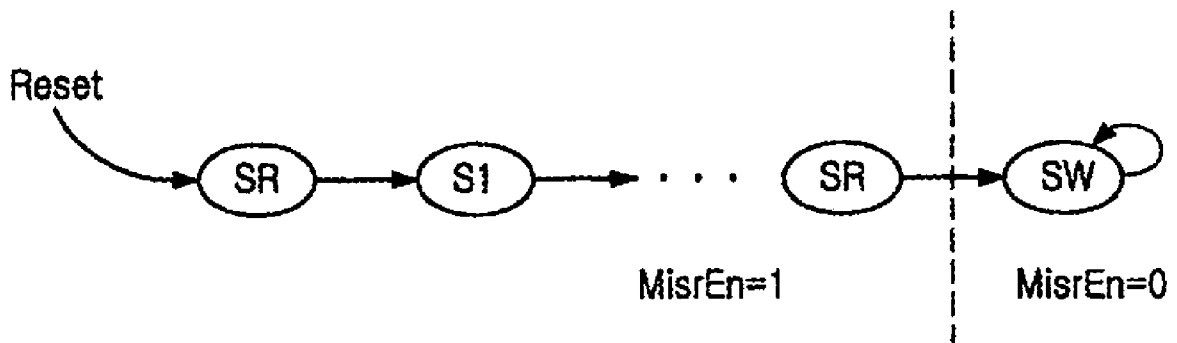 Reset
SR
S1
. . .
SR
SW
MisrEn=1
MisrEn=0